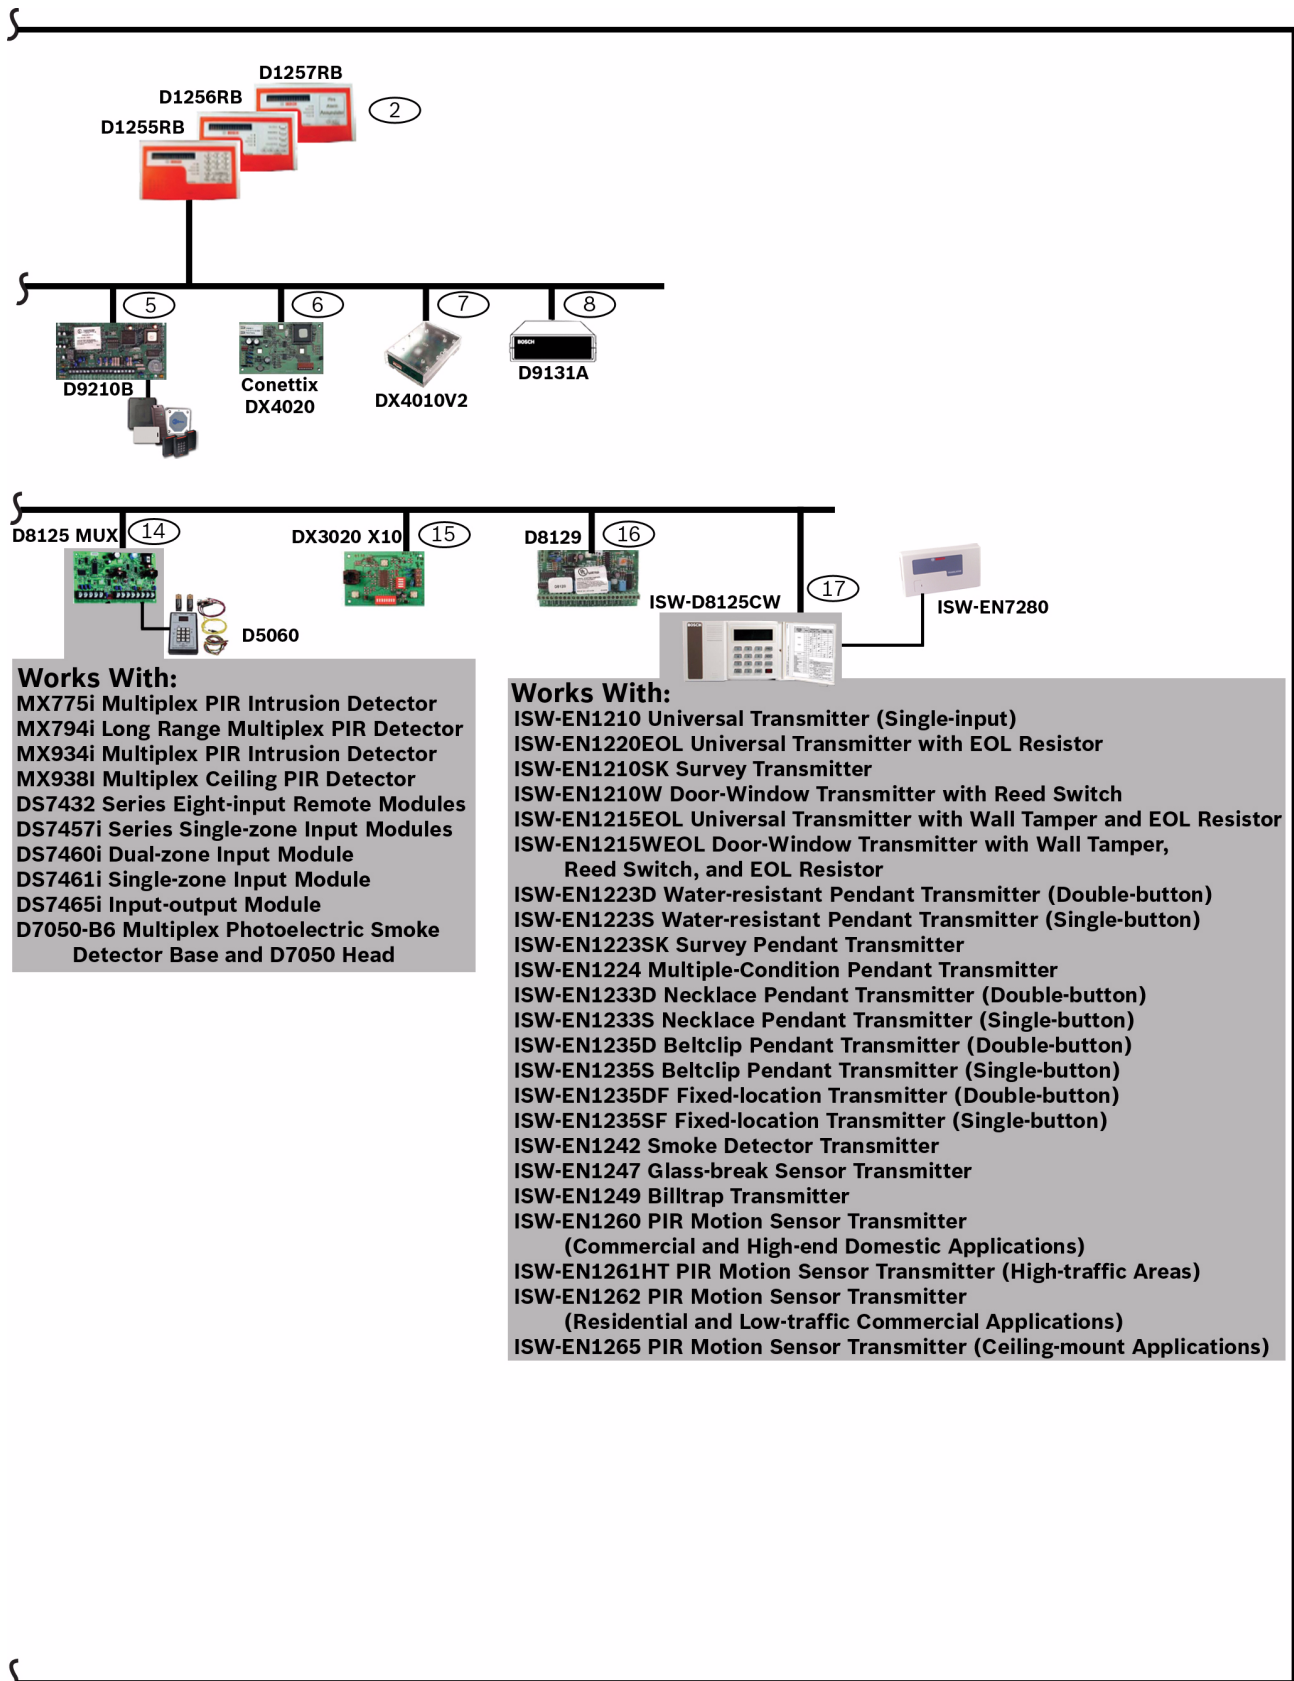 D1257RB
D1256RB
2
D1255RB
5
6
7
8
BOSCH
D9210B
Conettix
DX4020
DX4010V2
D9131A
D8125 MUX
14
DX3020 X10
15
D8129
16
17
ISW-D8125CW
ISW-EN7280
D5060
BOSCH
Works With:
MX775i Multiplex PIR Intrusion Detector
MX794i Long Range Multiplex PIR Detector
MX934i Multiplex PIR Intrusion Detector
MX938I Multiplex Ceiling PIR Detector
DS7432 Series Eight-input Remote Modules
DS7457i Series Single-zone Input Modules
DS7460i Dual-zone Input Module
DS7461i Single-zone Input Module
DS7465i Input-output Module
D7050-B6 Multiplex Photoelectric Smoke
Detector Base and D7050 Head
Works With:
ISW-EN1210 Universal Transmitter (Single-input)
ISW-EN1220EOL Universal Transmitter with EOL Resistor
ISW-EN1210SK Survey Transmitter
ISW-EN1210W Door-Window Transmitter with Reed Switch
ISW-EN1215EOL Universal Transmitter with Wall Tamper and EOL Resistor
ISW-EN1215WEOL Door-Window Transmitter with Wall Tamper,
Reed Switch, and EOL Resistor
ISW-EN1223D Water-resistant Pendant Transmitter (Double-button)
ISW-EN1223S Water-resistant Pendant Transmitter (Single-button)
ISW-EN1223SK Survey Pendant Transmitter
ISW-EN1224 Multiple-Condition Pendant Transmitter
ISW-EN1233D Necklace Pendant Transmitter (Double-button)
ISW-EN1233S Necklace Pendant Transmitter (Single-button)
ISW-EN1235D Beltclip Pendant Transmitter (Double-button)
ISW-EN1235S Beltclip Pendant Transmitter (Single-button)
ISW-EN1235DF Fixed-location Transmitter (Double-button)
ISW-EN1235SF Fixed-location Transmitter (Single-button)
ISW-EN1242 Smoke Detector Transmitter
ISW-EN1247 Glass-break Sensor Transmitter
ISW-EN1249 Billtrap Transmitter
ISW-EN1260 PIR Motion Sensor Transmitter
(Commercial and High-end Domestic Applications)
ISW-EN1261HT PIR Motion Sensor Transmitter (High-traffic Areas)
ISW-EN1262 PIR Motion Sensor Transmitter
(Residential and Low-traffic Commercial Applications)
ISW-EN1265 PIR Motion Sensor Transmitter (Ceiling-mount Applications)